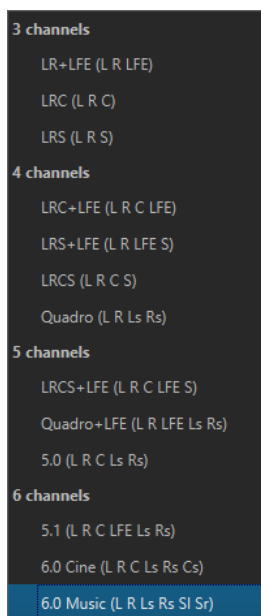 3 channels
LR+LFE (L R LFE)
LRC (L R C)
LRS (L R S)
4 channels
LRC+LFE (L R C LFE)
LRS+LFE (L R LFE S)
LRCS (L R C S)
Quadro (L R Ls Rs)
5 channels
LRCS+LFE (L R C LFE S)
Quadro+LFE (L R LFE Ls Rs)
5.0 (L R C Ls Rs)
6 channels
5.1 (L R C LFE Ls Rs)
6.0 Cine (L R C Ls Rs Cs)
6.0 Music (L R Ls Rs Sl Sr)